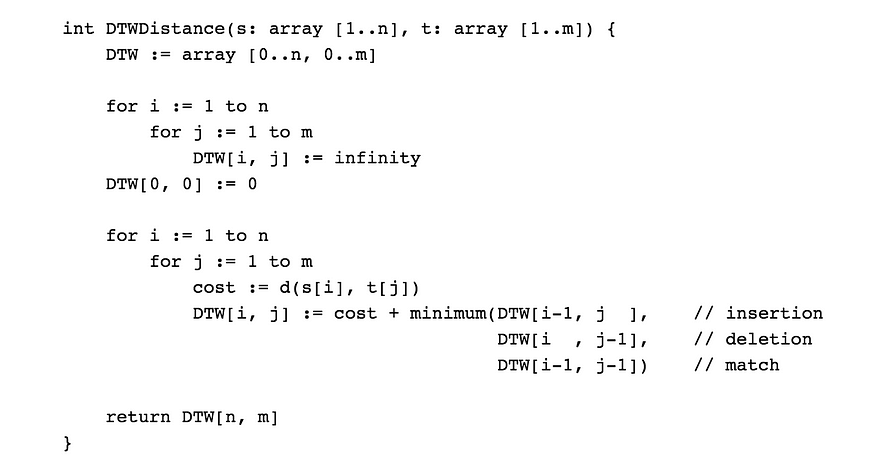 int DTWDistance(s: array [1..n], t: array [1..m]) {
    DTW := array [0..n, 0..m]

    for i := 1 to n
        for j := 1 to m
            DTW[i, j] := infinity
    DTW[0, 0] := 0

    for i := 1 to n
        for j := 1 to m
            cost := d(s[i], t[j])
            DTW[i, j] := cost + minimum(DTW[i-1, j  ],    // insertion
                                        DTW[i  , j-1],    // deletion
                                        DTW[i-1, j-1])    // match

    return DTW[n, m]
}